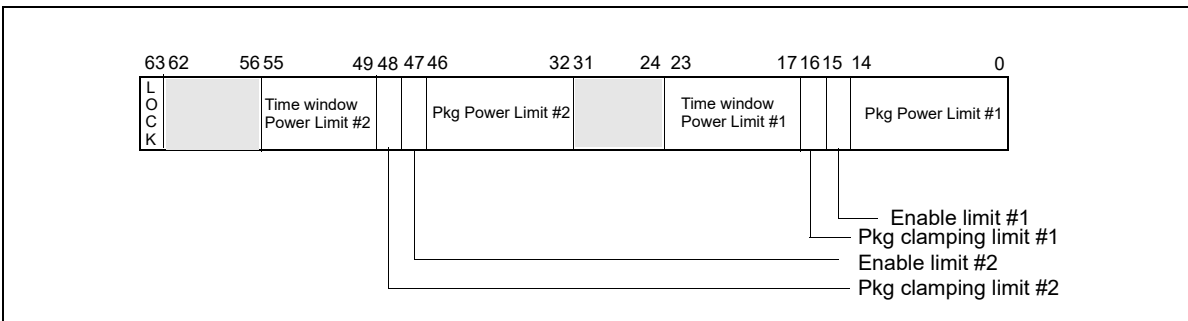 63 62 56 55 49 48 47 46 32 31 24 23 17 16 15 14 0
L
O
C
K
Time window
Power Limit #2
Pkg Power Limit #2
Time window
Power Limit #1
Pkg Power Limit #1
Enable limit #1
Pkg clamping limit #1
Enable limit #2
Pkg clamping limit #2